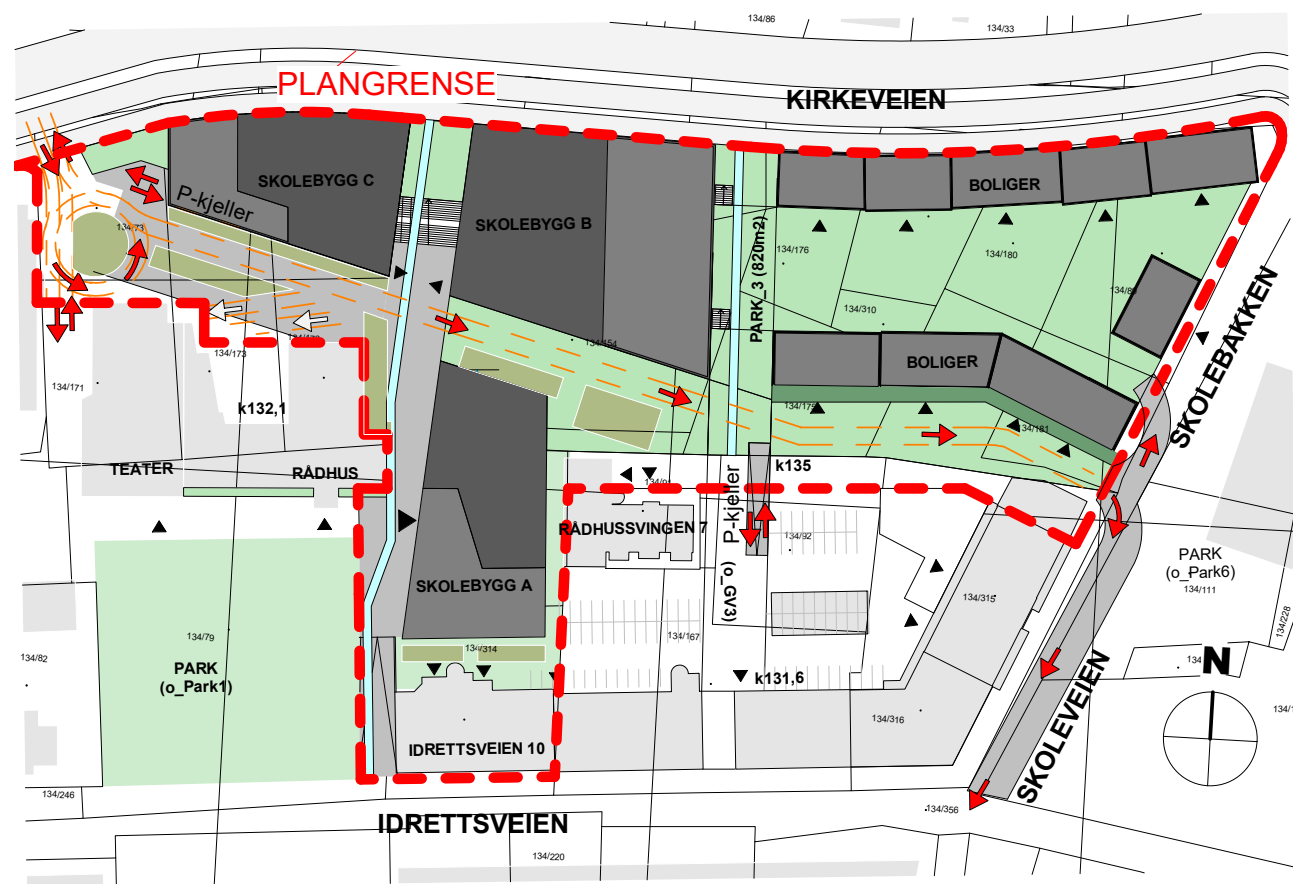 134/86
134/33
PLANGRENSE
KIRKEVEIEN
SKOLEBYGG C
P-kjeller
BOLIGER
SKOLEBYGG B
134/73
PARK_3 (820m2)
134/176
134/180
134/310
SKOLEBAKKEN
134/154
134/173
134/171
BOLIGER
k132,1
134/181
TEATER
RÅDHUS
k135
P-kjeller
(o_GV3)
RÅDHUSSVINGEN 7
134/92
PARK
(o_Park6)
134/111
SKOLEBYGG A
134/315
134/228
134/79
134/167
134/314
134/82
PARK
(o_Park1)
k131,6
N
SKOLEVEIEN
134/316
IDRETTSVEIEN 10
134/246
134/356
IDRETTSVEIEN
134/220